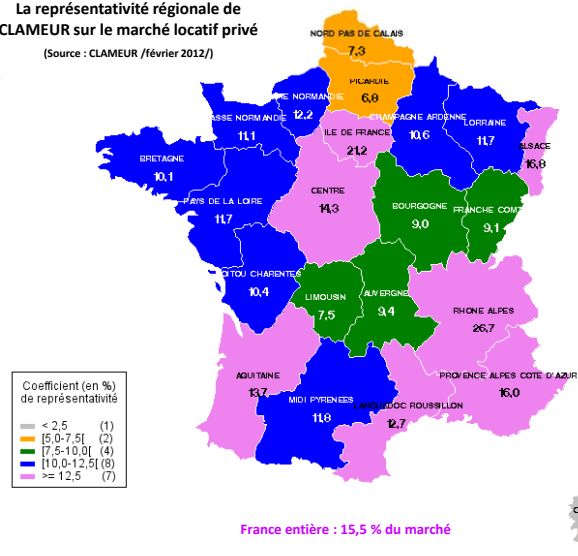 La représentativité régionale de
CLAMEUR sur le marché locatif privé
(Source : CLAMEUR /février 2012/)
NORD PAS DE CALAIS
7,3
PICARDIE
6,8
NORMANDIE
12,2
ASSE NORMANDIE
11,1
ILE DE FRANCE
21,2
CHAMPAGNE ARDENNE
10,6
LORRAINE
11,7
ALSACE
16,8
BRETAGNE
10,1
PAYS DE LA LOIRE
11,7
CENTRE
14,3
BOURGOGNE
9,0
FRANCHE COMT
9,1
OITOU CHARENTES
10,4
LIMOUSIN
7,5
AUVERGNE
9,4
RHONE ALPES
26,7
AQUITAINE
13,7
MIDI PYRENEES
11,8
LANGUEDOC ROUSSILLON
12,7
PROVENCE ALPES COTE D'AZUR
16,0
Coefficient (en %)
de représentativité
< 2,5 (1)
[5,0-7,5[ (2)
[7,5-10,0[ (4)
[10,0-12,5[ (8)
>= 12,5 (7)
France entière : 15,5 % du marché